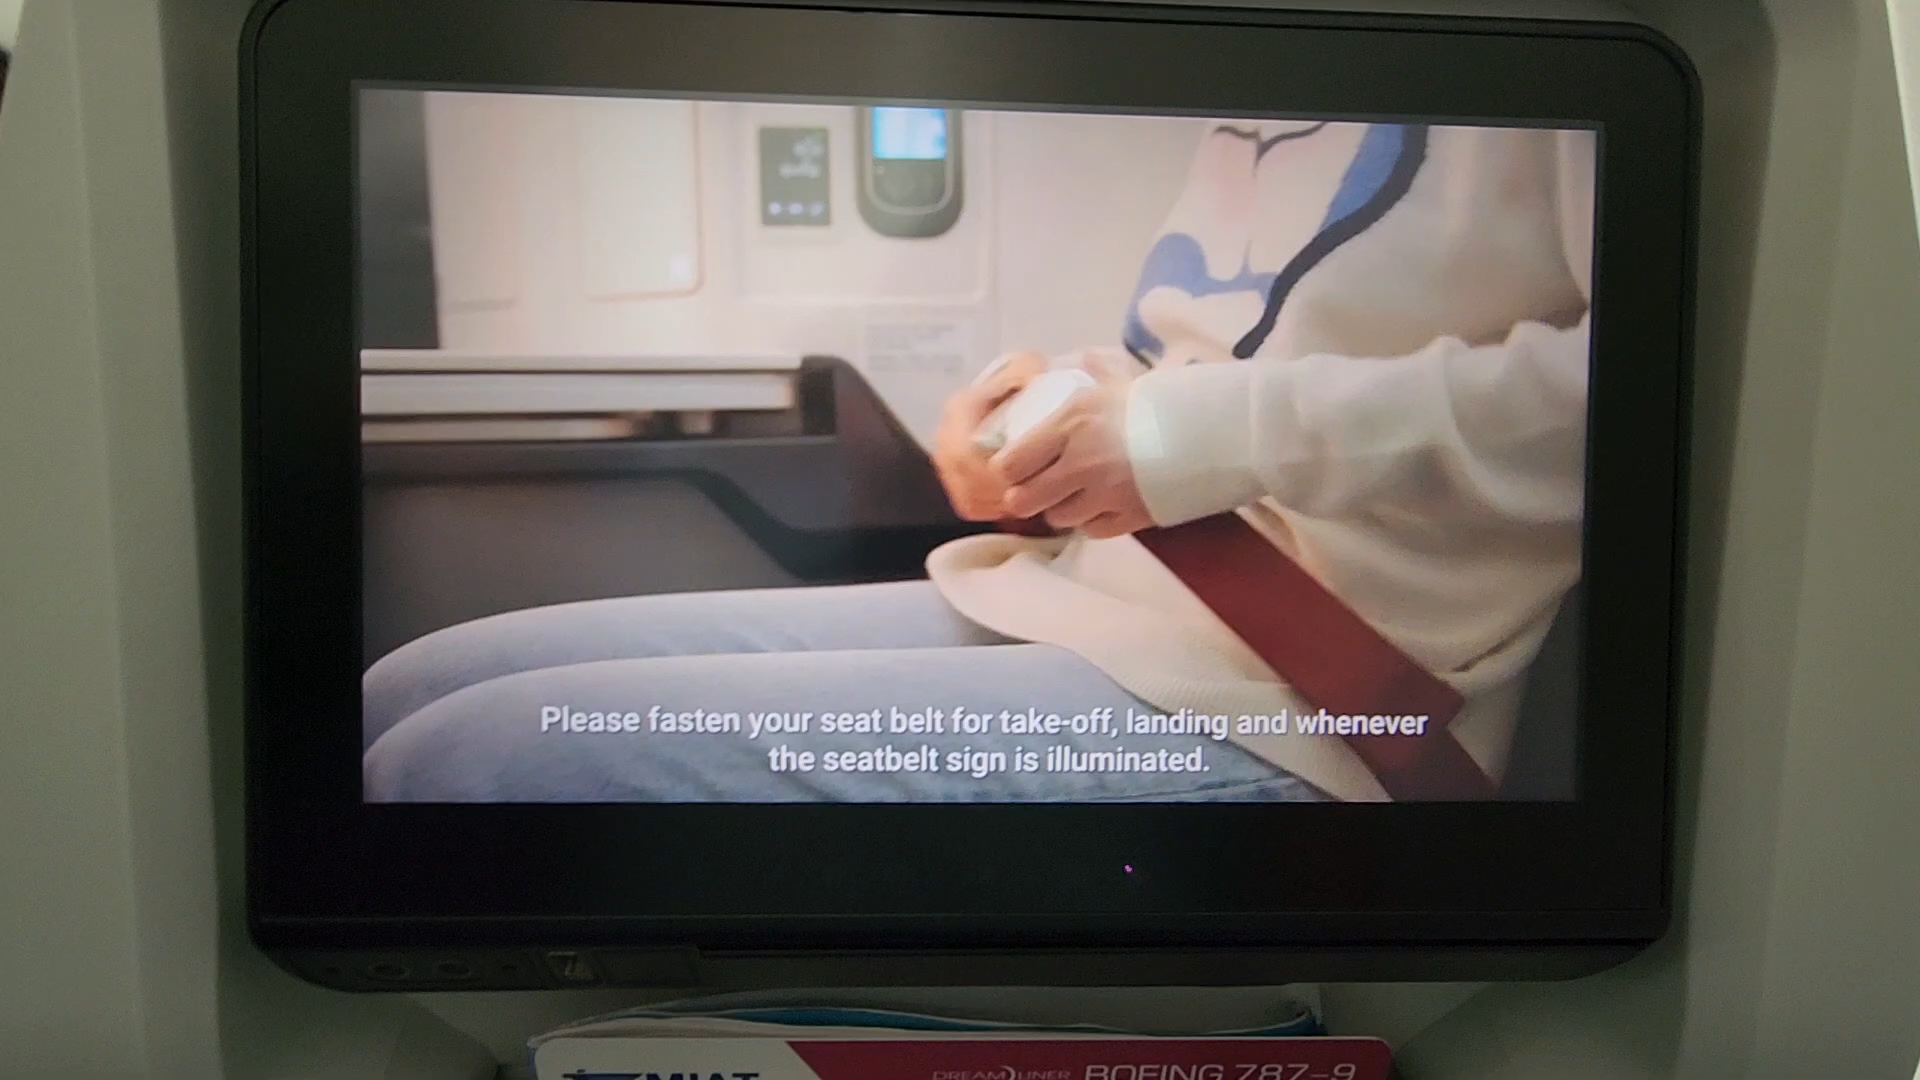 Please fasten your seat belt for take-off, landing and whenever
the seatbelt sign is illuminated.
MIAT
DREAMLINER BOEING 787-9